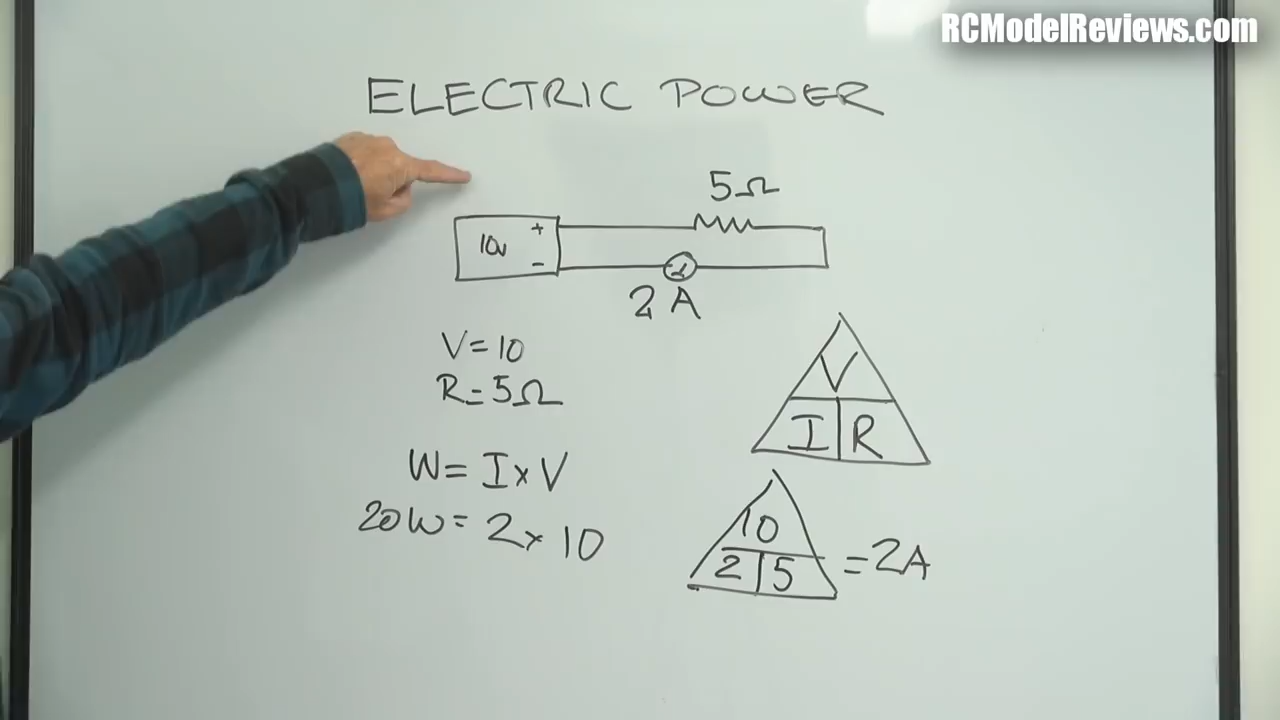 RCModelReviews.com
ELECTRIC POWER
5Ω
10v
+
-
2 A
V=10
R=5Ω
V
I R
W= I×V
20W= 2×10
10
2 5 =2A